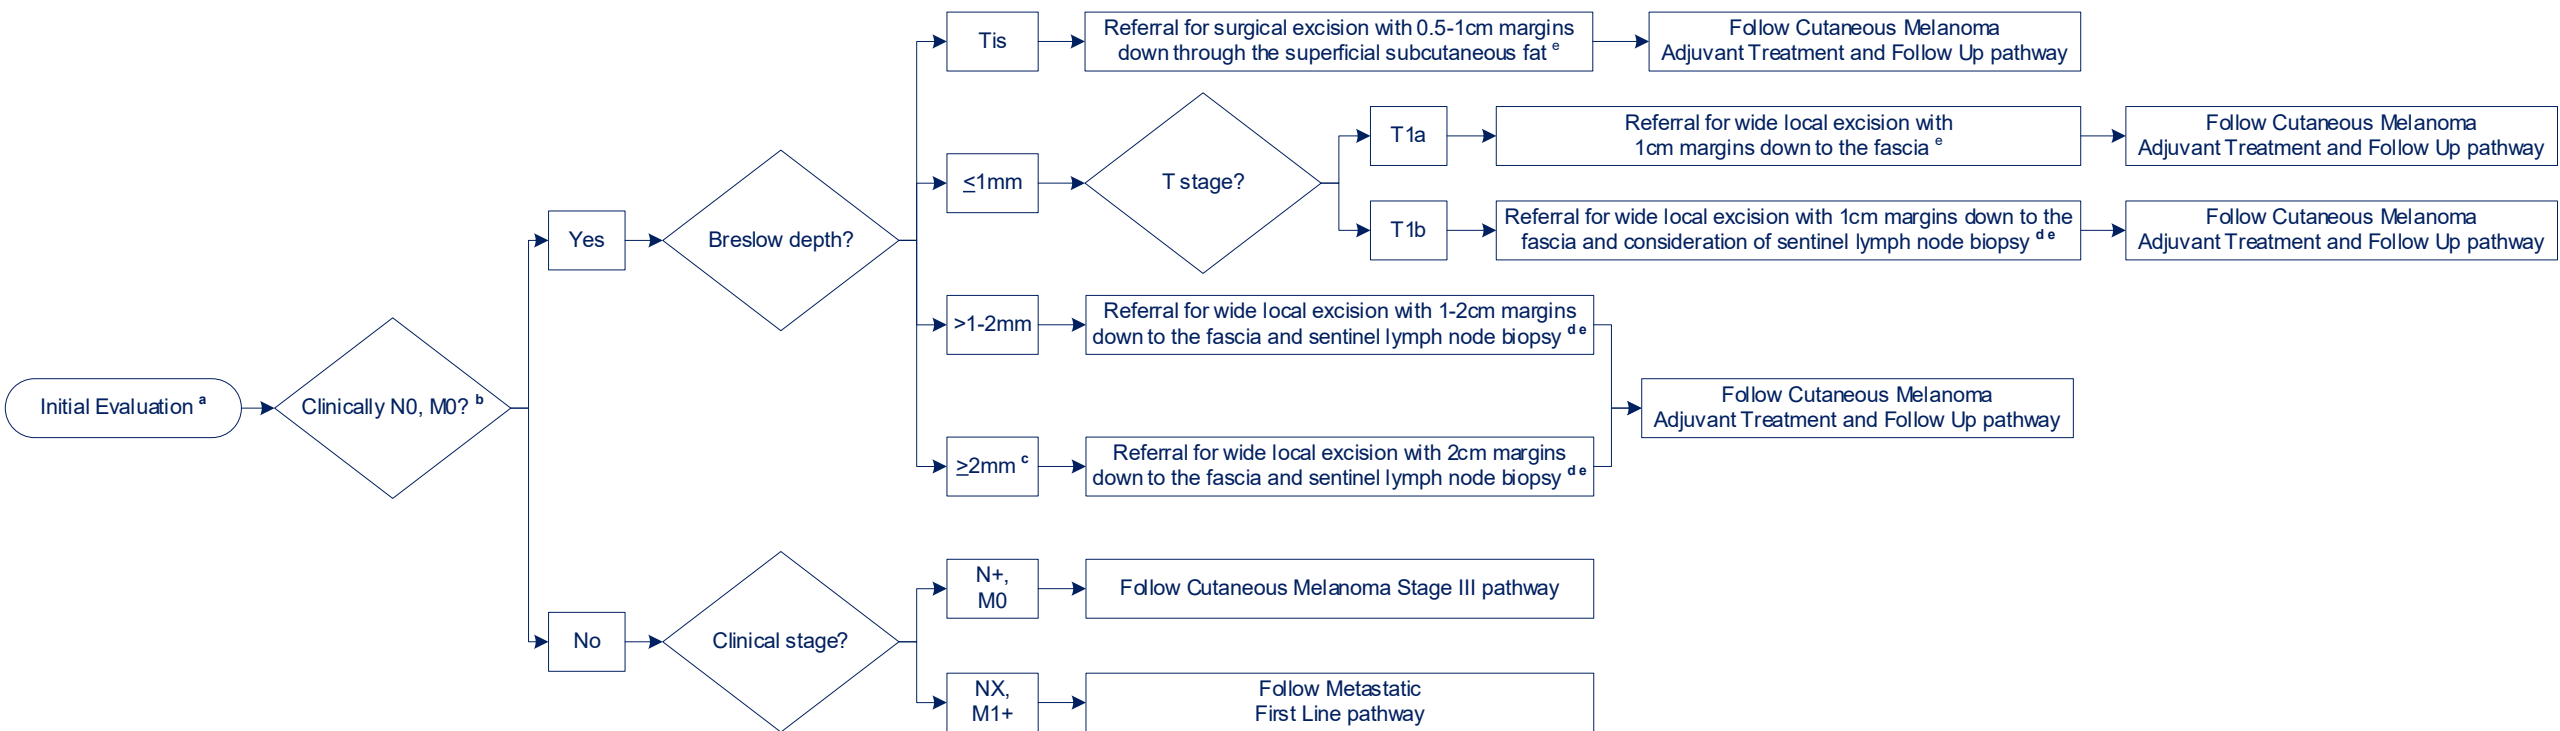 Initial Evaluation a
Clinically N0, M0? b
Yes
Breslow depth?
Tis
Referral for surgical excision with 0.5-1cm margins
down through the superficial subcutaneous fat e
Follow Cutaneous Melanoma
Adjuvant Treatment and Follow Up pathway
≤1mm
T stage?
T1a
Referral for wide local excision with
1cm margins down to the fascia e
Follow Cutaneous Melanoma
Adjuvant Treatment and Follow Up pathway
T1b
Referral for wide local excision with 1cm margins down to the
fascia and consideration of sentinel lymph node biopsy d e
Follow Cutaneous Melanoma
Adjuvant Treatment and Follow Up pathway
>1-2mm
Referral for wide local excision with 1-2cm margins
down to the fascia and sentinel lymph node biopsy d e
≥2mm c
Referral for wide local excision with 2cm margins
down to the fascia and sentinel lymph node biopsy d e
Follow Cutaneous Melanoma
Adjuvant Treatment and Follow Up pathway
No
Clinical stage?
N+,
M0
Follow Cutaneous Melanoma Stage III pathway
NX,
M1+
Follow Metastatic
First Line pathway